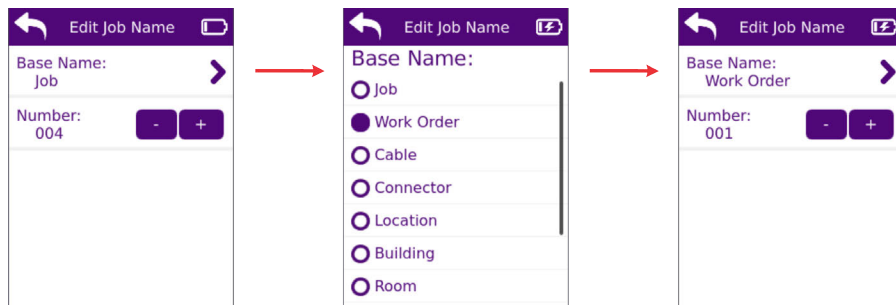 Edit Job Name
Base Name:
Job
Number:
004
- +
Edit Job Name
Base Name:
Job
Work Order
Cable
Connector
Location
Building
Room
Edit Job Name
Base Name:
Work Order
Number:
001
- +